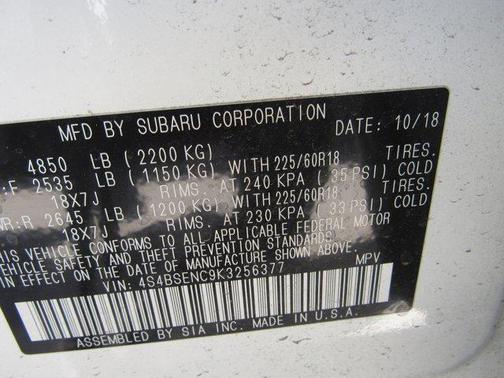 MFD BY SUBARU CORPORATION DATE: 10/18
4850 LB (2200 KG)
F 2535 LB (1150 KG) WITH 225/60R18 TIRES.
18X7J RIMS. AT 240 KPA (35 PSI) COLD
WR:R 2645 LB (1200 KG) WITH 225/60R18 TIRES.
18X7J RIMS. AT 230 KPA (33 PSI) COLD
THIS VEHICLE CONFORMS TO ALL APPLICABLE FEDERAL MOTOR
VEHICLE SAFETY AND THEFT PREVENTION STANDARDS
IN EFFECT ON THE DATE OF MANUFACTURE SHOWN ABOVE.
VIN: 4S4BSENC9K3256377 MPV
ASSEMBLED BY SIA INC. MADE IN U.S.A.